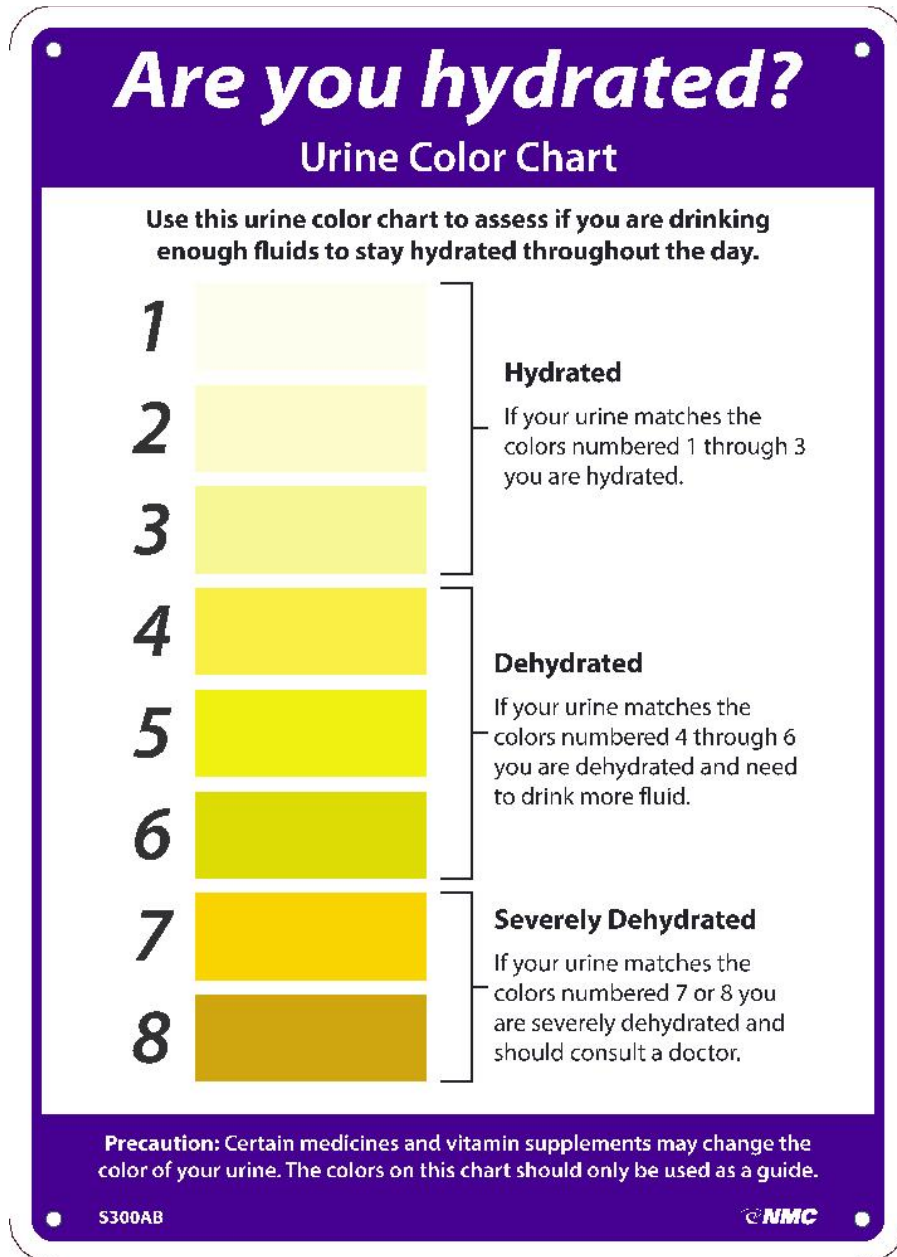 Are you hydrated?
Urine Color Chart
Use this urine color chart to assess if you are drinking
enough fluids to stay hydrated throughout the day.
1
2
3
Hydrated
If your urine matches the
colors numbered 1 through 3
you are hydrated.
4
5
6
Dehydrated
If your urine matches the
colors numbered 4 through 6
you are dehydrated and need
to drink more fluid.
7
8
Severely Dehydrated
If your urine matches the
colors numbered 7 or 8 you
are severely dehydrated and
should consult a doctor.
Precaution: Certain medicines and vitamin supplements may change the
color of your urine. The colors on this chart should only be used as a guide.
S300AB
NMC